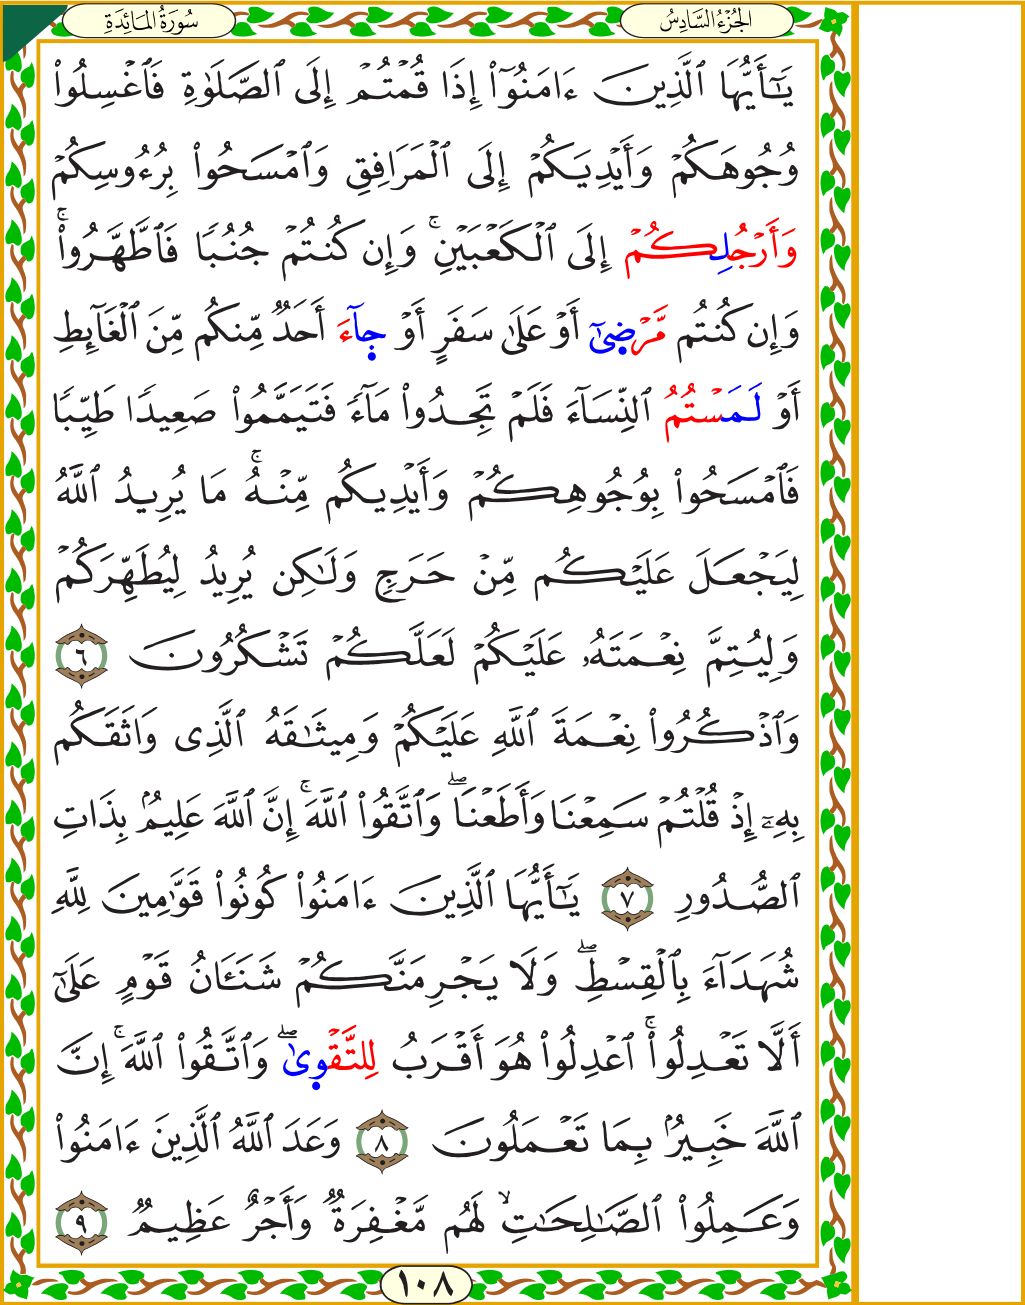 الجُزْءُ السَّادِسُ
سُورَةُ المَائِدَةِ
يَٰٓأَيُّهَا ٱلَّذِينَ ءَامَنُوٓا۟ إِذَا قُمْتُمْ إِلَى ٱلصَّلَوٰةِ فَٱغْسِلُوا۟
وُجُوهَكُمْ وَأَيْدِيَكُمْ إِلَى ٱلْمَرَافِقِ وَٱمْسَحُوا۟ بِرُءُوسِكُمْ
وَأَرْجُلِكُمْ إِلَى ٱلْكَعْبَيْنِ ۚ وَإِن كُنتُمْ جُنُبًا فَٱطَّهَّرُوا۟ ۚ
وَإِن كُنتُم مَّرْضِىٰٓ أَوْ عَلَىٰ سَفَرٍ أَوْ جِآءَ أَحَدٌ مِّنكُم مِّنَ ٱلْغَآئِطِ
أَوْ لَمَسْتُمُ ٱلنِّسَآءَ فَلَمْ تَجِدُوا۟ مَآءً فَتَيَمَّمُوا۟ صَعِيدًا طَيِّبًا
فَٱمْسَحُوا۟ بِوُجُوهِكُمْ وَأَيْدِيكُم مِّنْهُ ۚ مَا يُرِيدُ ٱللَّهُ
لِيَجْعَلَ عَلَيْكُم مِّنْ حَرَجٍ وَلَٰكِن يُرِيدُ لِيُطَهِّرَكُمْ
وَلِيُتِمَّ نِعْمَتَهُۥ عَلَيْكُمْ لَعَلَّكُمْ تَشْكُرُونَ ٦
وَٱذْكُرُوا۟ نِعْمَةَ ٱللَّهِ عَلَيْكُمْ وَمِيثَٰقَهُ ٱلَّذِى وَاثَقَكُم
بِهِۦٓ إِذْ قُلْتُمْ سَمِعْنَا وَأَطَعْنَا ۖ وَٱتَّقُوا۟ ٱللَّهَ ۚ إِنَّ ٱللَّهَ عَلِيمٌۢ بِذَاتِ
ٱلصُّدُورِ ٧ يَٰٓأَيُّهَا ٱلَّذِينَ ءَامَنُوا۟ كُونُوا۟ قَوَّٰمِينَ لِلَّهِ
شُهَدَآءَ بِٱلْقِسْطِ ۖ وَلَا يَجْرِمَنَّكُمْ شَنَـَٔانُ قَوْمٍ عَلَىٰٓ
أَلَّا تَعْدِلُوا۟ ۚ ٱعْدِلُوا۟ هُوَ أَقْرَبُ لِلتَّقْوِىٰ ۖ وَٱتَّقُوا۟ ٱللَّهَ ۚ إِنَّ
ٱللَّهَ خَبِيرٌۢ بِمَا تَعْمَلُونَ ٨ وَعَدَ ٱللَّهُ ٱلَّذِينَ ءَامَنُوا۟
وَعَمِلُوا۟ ٱلصَّٰلِحَٰتِ ۙ لَهُم مَّغْفِرَةٌ وَأَجْرٌ عَظِيمٌ ٩
١٠٨